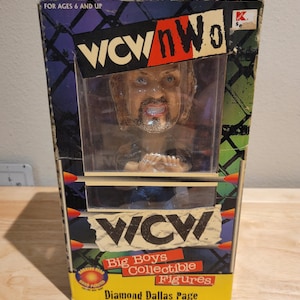 FOR AGES 6 AND UP
WCW nWo
K
WCW
Big Boys
Collectible
Figures
Diamond Dallas Page